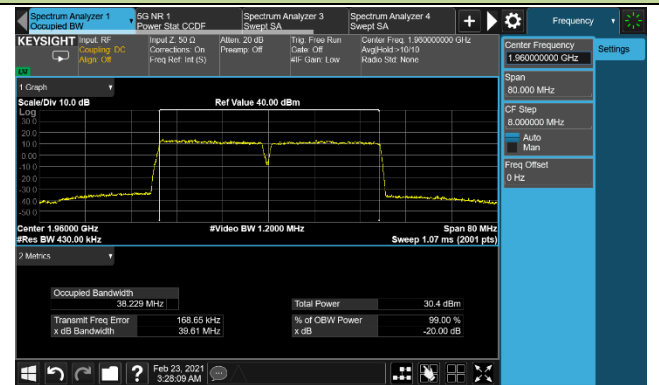 Spectrum Analyzer 1
Occupied BW
5G NR 1
Power Stat CCDF
Spectrum Analyzer 3
Swept SA
Spectrum Analyzer 4
Swept SA
Frequency
KEYSIGHT
Input: RF
Coupling: DC
Align: Off
Input Z: 50 Ω
Corrections: On
Freq Ref: Int (S)
Atten: 20 dB
Preamp: Off
Trig: Free Run
Gate: Off
#IF Gain: Low
Center Freq: 1.960000000 GHz
Avg|Hold:>10/10
Radio Std: None
1 Graph
Scale/Div 10.0 dB
Ref Value 40.00 dBm
Log
30.0
20.0
10.0
0.00
-10.0
-20.0
-30.0
-40.0
-50.0
Center 1.96000 GHz
#Video BW 1.2000 MHz
Span 80 MHz
#Res BW 430.00 kHz
Sweep 1.07 ms (2001 pts)
2 Metrics
Occupied Bandwidth
38.229 MHz
Total Power
30.4 dBm
Transmit Freq Error
168.65 kHz
% of OBW Power
99.00 %
x dB Bandwidth
39.61 MHz
x dB
-20.00 dB
Center Frequency
1.960000000 GHz
Settings
Span
80.000 MHz
CF Step
8.000000 MHz
Auto
Man
Freq Offset
0 Hz
Feb 23, 2021
3:28:09 AM